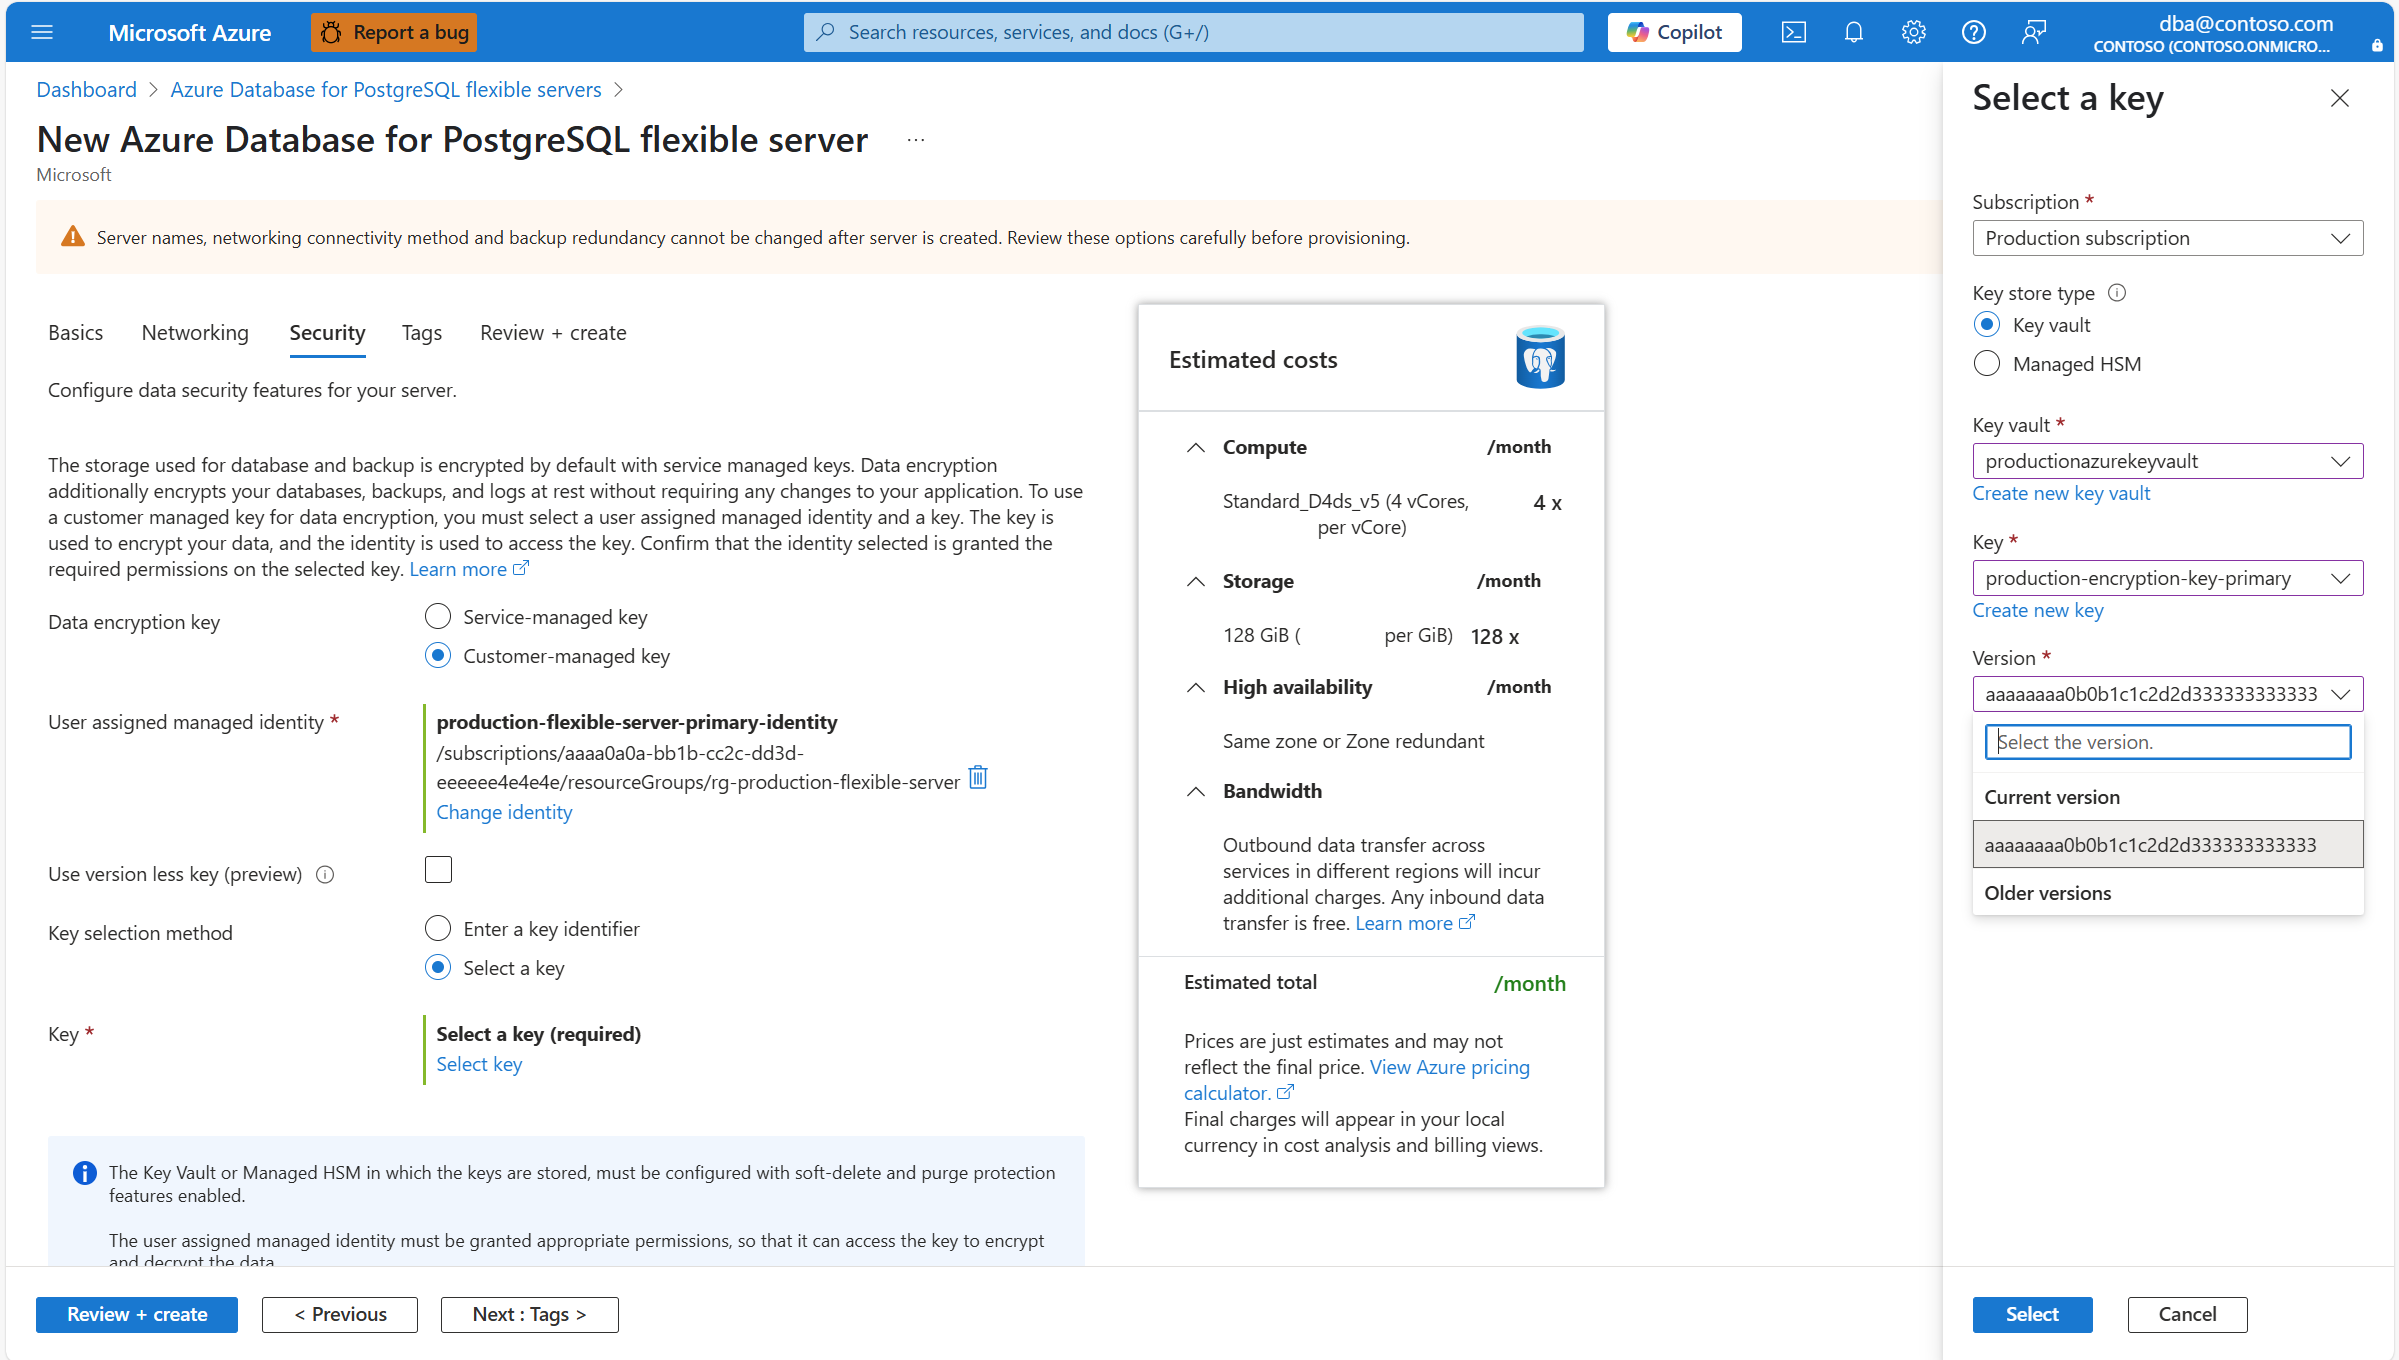 Microsoft Azure
Report a bug
Search resources, services, and docs (G+/)
Copilot
dba@contoso.com
CONTOSO (CONTOSO.ONMICRO...
Dashboard > Azure Database for PostgreSQL flexible servers >
New Azure Database for PostgreSQL flexible server ...
Microsoft
Server names, networking connectivity method and backup redundancy cannot be changed after server is created. Review these options carefully before provisioning.
Basics
Networking
Security
Tags
Review + create
Configure data security features for your server.
The storage used for database and backup is encrypted by default with service managed keys. Data encryption
additionally encrypts your databases, backups, and logs at rest without requiring any changes to your application. To use
a customer managed key for data encryption, you must select a user assigned managed identity and a key. The key is
used to encrypt your data, and the identity is used to access the key. Confirm that the identity selected is granted the
required permissions on the selected key. Learn more
Data encryption key
Service-managed key
Customer-managed key
User assigned managed identity *
production-flexible-server-primary-identity
/subscriptions/aaaa0a0a-bb1b-cc2c-dd3d-
eeeeee4e4e4e/resourceGroups/rg-production-flexible-server
Change identity
Use version less key (preview)
Key selection method
Enter a key identifier
Select a key
Key *
Select a key (required)
Select key
The Key Vault or Managed HSM in which the keys are stored, must be configured with soft-delete and purge protection
features enabled.
The user assigned managed identity must be granted appropriate permissions, so that it can access the key to encrypt
and decrypt the data
Review + create
< Previous
Next : Tags >
Estimated costs
Compute /month
Standard_D4ds_v5 (4 vCores, 4 x
per vCore)
Storage /month
128 GiB ( per GiB) 128 x
High availability /month
Same zone or Zone redundant
Bandwidth
Outbound data transfer across
services in different regions will incur
additional charges. Any inbound data
transfer is free. Learn more
Estimated total /month
Prices are just estimates and may not
reflect the final price. View Azure pricing
calculator.
Final charges will appear in your local
currency in cost analysis and billing views.
Select a key
Subscription *
Production subscription
Key store type
Key vault
Managed HSM
Key vault *
productionazurekeyvault
Create new key vault
Key *
production-encryption-key-primary
Create new key
Version *
aaaaaaaa0b0b1c1c2d2d333333333333
Select the version.
Current version
aaaaaaaa0b0b1c1c2d2d333333333333
Older versions
Select
Cancel